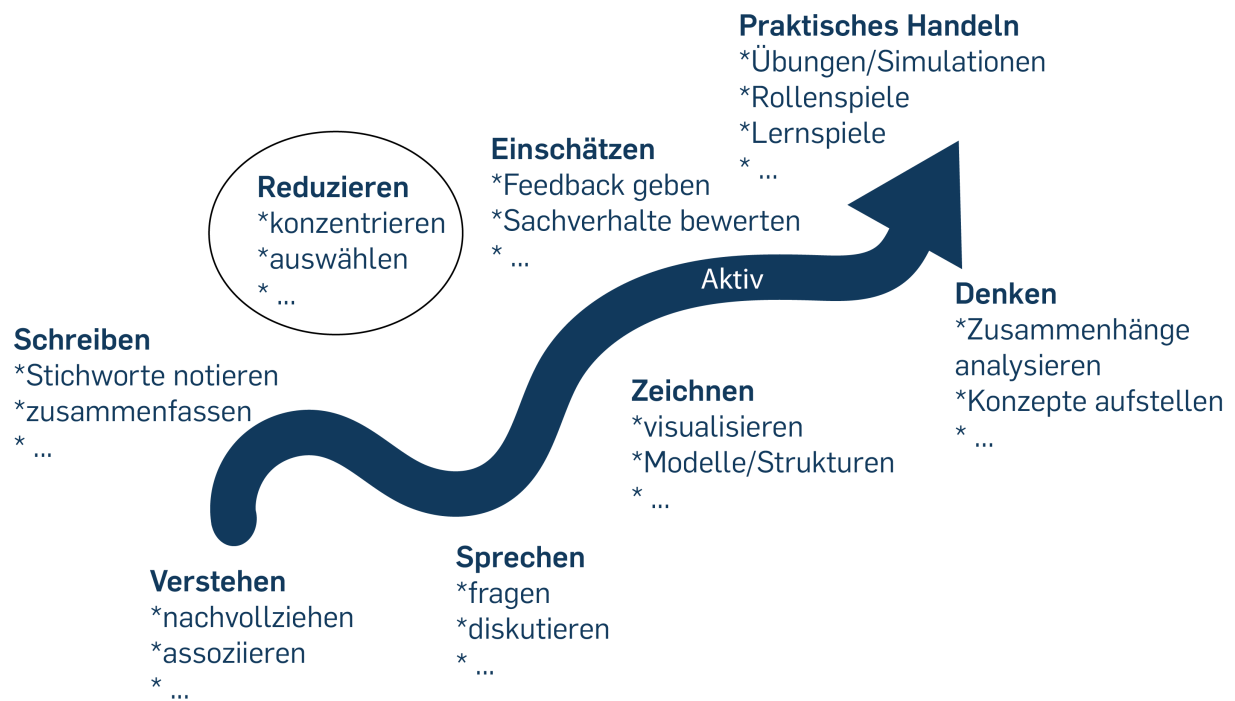 Praktisches Handeln
*Übungen/Simulationen
*Rollenspiele
*Lernspiele
* ...
Einschätzen
*Feedback geben
*Sachverhalte bewerten
* ...
Reduzieren
*konzentrieren
*auswählen
* ...
Aktiv
Denken
*Zusammenhänge
analysieren
*Konzepte aufstellen
* ...
Schreiben
*Stichworte notieren
*zusammenfassen
* ...
Zeichnen
*visualisieren
*Modelle/Strukturen
* ...
Sprechen
*fragen
*diskutieren
* ...
Verstehen
*nachvollziehen
*assoziieren
* ...